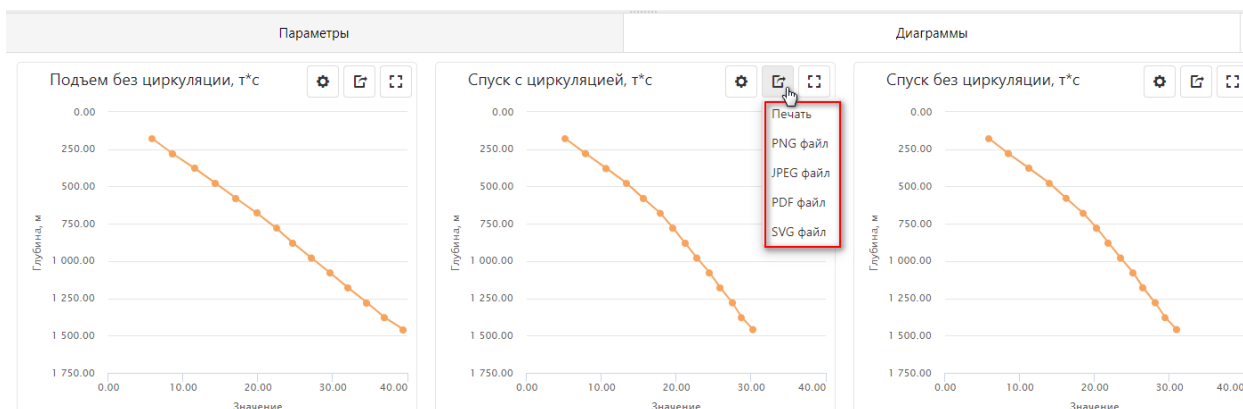 Параметры
Диаграммы
Подъем без циркуляции, т*с
0.00
250.00
500.00
750.00
1 000.00
1 250.00
1 500.00
1 750.00
Глубина, м
0.00 10.00 20.00 30.00 40.00
Значение
Спуск с циркуляцией, т*с
Печать
PNG файл
JPEG файл
PDF файл
SVG файл
0.00
250.00
500.00
750.00
1 000.00
1 250.00
1 500.00
1 750.00
Глубина, м
0.00 10.00 20.00 30.00 40.00
Значение
Спуск без циркуляции, т*с
0.00
250.00
500.00
750.00
1 000.00
1 250.00
1 500.00
1 750.00
Глубина, м
0.00 10.00 20.00 30.00 40.00
Значение